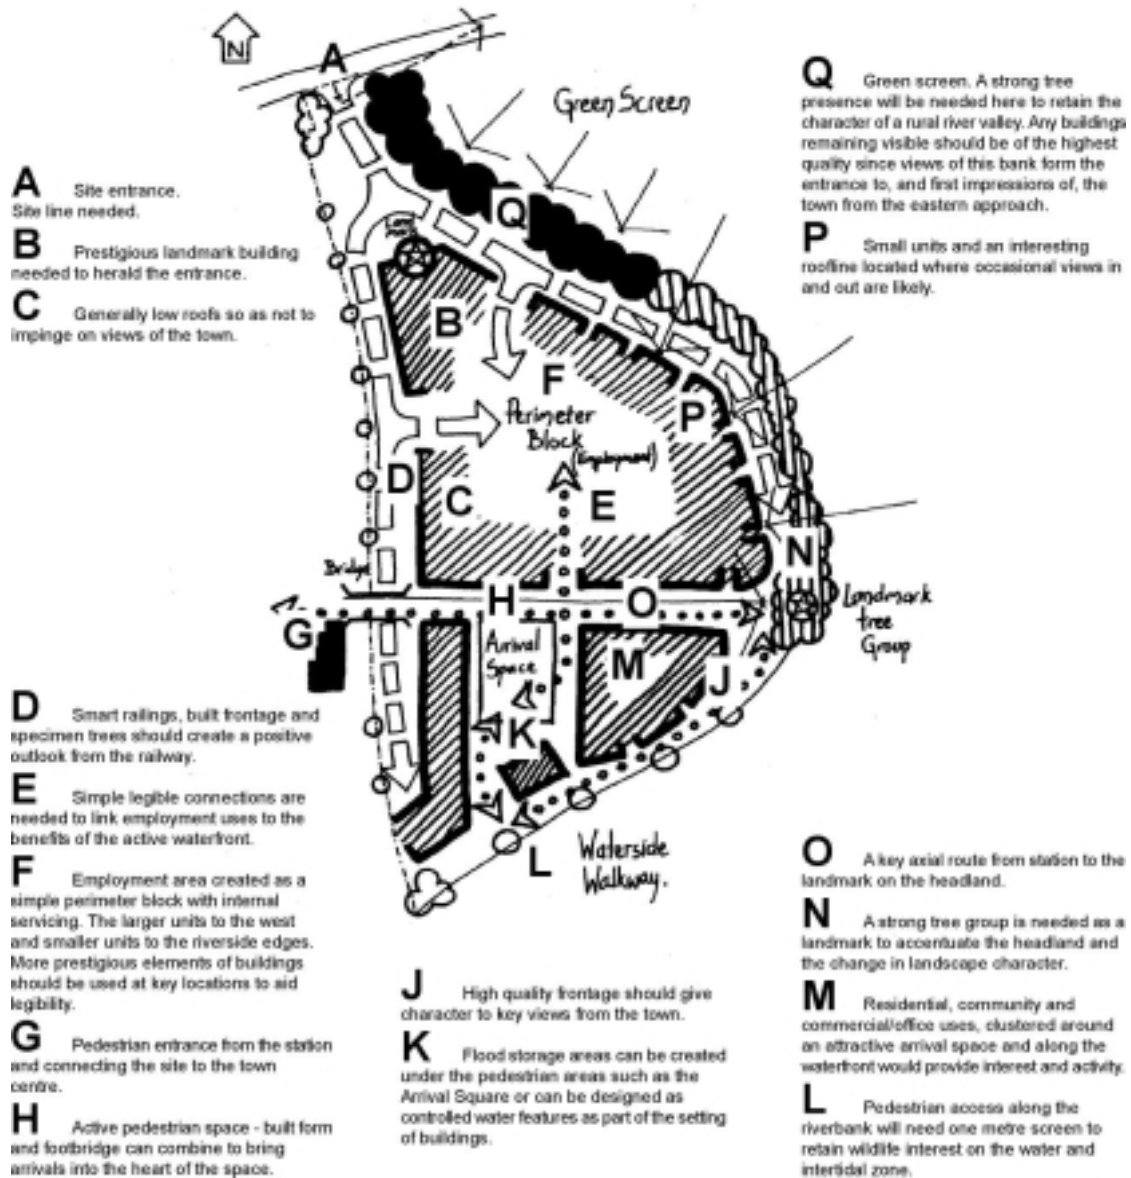 N
A
Green Screen
Q
Land
mark
B
F
Perimeter
Block
(Employment)
P
D
C
E
N
Bridge
H
O
Landmark
tree
Group
G
Arrival
Space
M
J
K
L
Waterside
Walkway.
A Site entrance.
Site line needed.
B Prestigious landmark building
needed to herald the entrance.
C Generally low roofs so as not to
impinge on views of the town.
D Smart railings, built frontage and
specimen trees should create a positive
outlook from the railway.
E Simple legible connections are
needed to link employment uses to the
benefits of the active waterfront.
F Employment area created as a
simple perimeter block with internal
servicing. The larger units to the west
and smaller units to the riverside edges.
More prestigious elements of buildings
should be used at key locations to aid
legibility.
G Pedestrian entrance from the station
and connecting the site to the town
centre.
H Active pedestrian space - built form
and footbridge can combine to bring
arrivals into the heart of the space.
J High quality frontage should give
character to key views from the town.
K Flood storage areas can be created
under the pedestrian areas such as the
Arrival Square or can be designed as
controlled water features as part of the setting
of buildings.
Q Green screen. A strong tree
presence will be needed here to retain the
character of a rural river valley. Any buildings
remaining visible should be of the highest
quality since views of this bank form the
entrance to, and first impressions of, the
town from the eastern approach.
P Small units and an interesting
roofline located where occasional views in
and out are likely.
O A key axial route from station to the
landmark on the headland.
N A strong tree group is needed as a
landmark to accentuate the headland and
the change in landscape character.
M Residential, community and
commercial/office uses, clustered around
an attractive arrival space and along the
waterfront would provide interest and activity.
L Pedestrian access along the
riverbank will need one metre screen to
retain wildlife interest on the water and
intertidal zone.